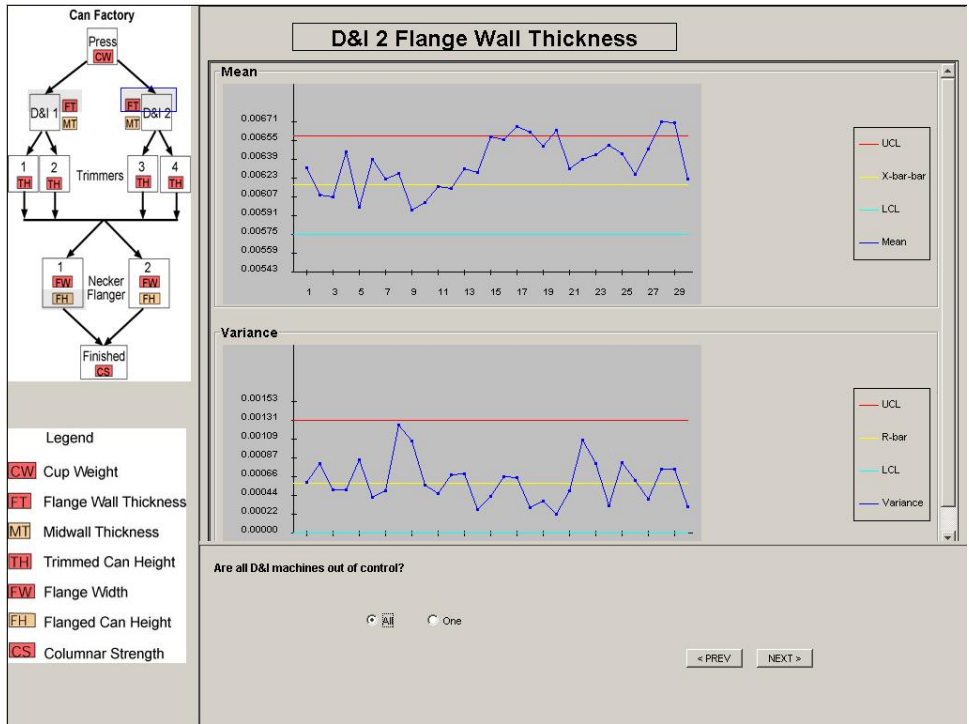 Can Factory
Press
CW
D&I 1
FT
MT
FT
MT
D&I 2
1
2
Trimmers
3
4
TH
TH
TH
TH
1
FW
FH
Necker
Flanger
2
FW
FH
Finished
CS
Legend
CW Cup Weight
FT Flange Wall Thickness
MT Midwall Thickness
TH Trimmed Can Height
FW Flange Width
FH Flanged Can Height
CS Columnar Strength
D&I 2 Flange Wall Thickness
Mean
0.00671
0.00655
0.00639
0.00623
0.00607
0.00591
0.00575
0.00559
0.00543
1 3 5 7 9 11 13 15 17 19 21 23 25 27 29
UCL
X-bar-bar
LCL
Mean
Variance
0.00153
0.00131
0.00109
0.00087
0.00066
0.00044
0.00022
0.00000
UCL
R-bar
LCL
Variance
Are all D&I machines out of control?
All One
< PREV NEXT >